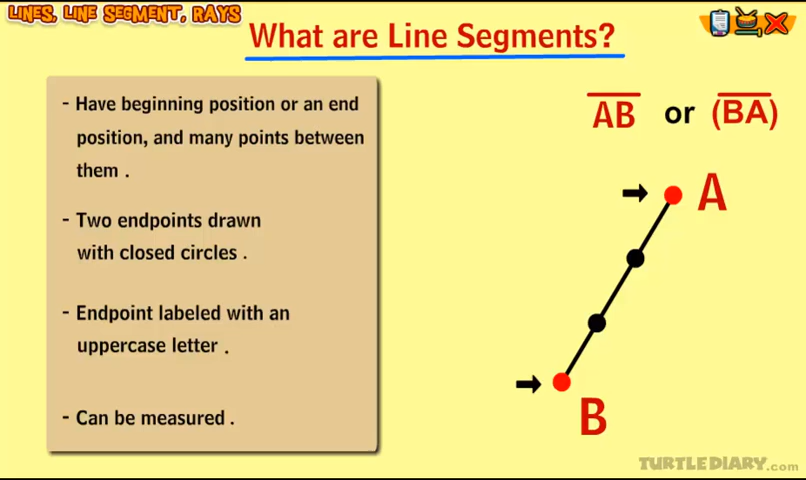 LINES, LINE SEGMENT, RAYS
What are Line Segments?
- Have beginning position or an end
position, and many points between
them .
- Two endpoints drawn
with closed circles .
- Endpoint labeled with an
uppercase letter .
- Can be measured .
AB or (BA)
A
B
TURTLEDIARY.com